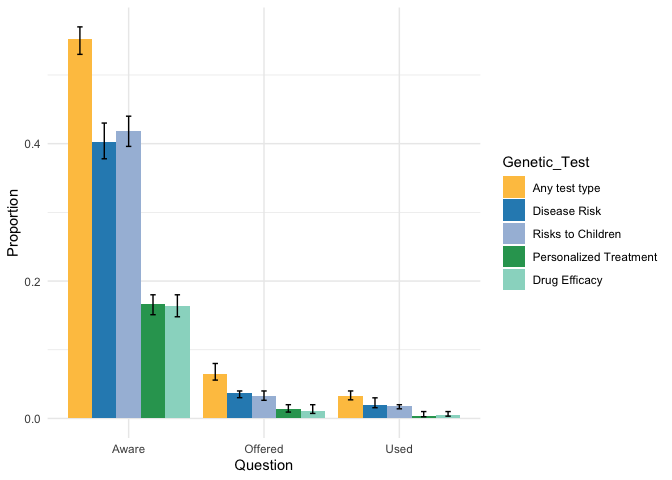 Proportion
0.4
0.2
0.0
Aware
Offered
Used
Question
Genetic_Test
Any test type
Disease Risk
Risks to Children
Personalized Treatment
Drug Efficacy